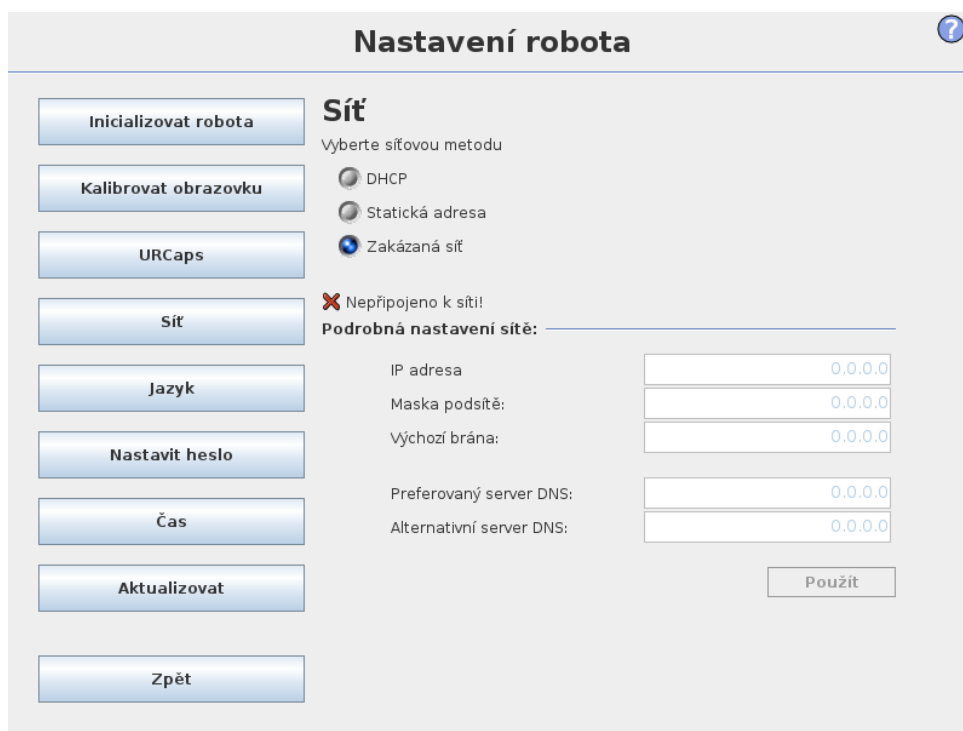 Nastavení robota
?
Inicializovat robota
Kalibrovat obrazovku
URCaps
Síť
Jazyk
Nastavit heslo
Čas
Aktualizovat
Zpět
Síť
Vyberte síťovou metodu
DHCP
Statická adresa
Zakázaná síť
Nepřipojeno k síti!
Podrobná nastavení sítě:
IP adresa 0.0.0.0
Maska podsítě: 0.0.0.0
Výchozí brána: 0.0.0.0
Preferovaný server DNS: 0.0.0.0
Alternativní server DNS: 0.0.0.0
Použít